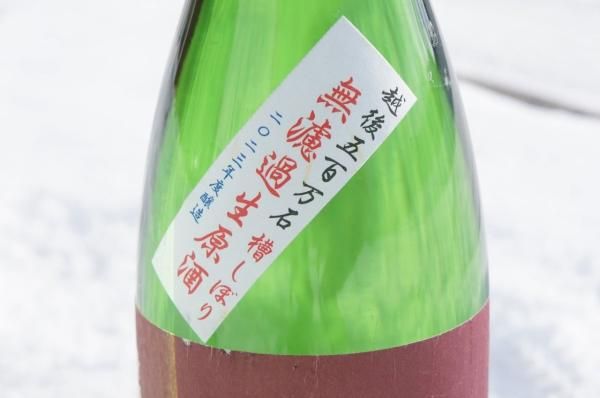 越後五百万石 槽しぼり
無濾過生原酒
二〇二三年度醸造